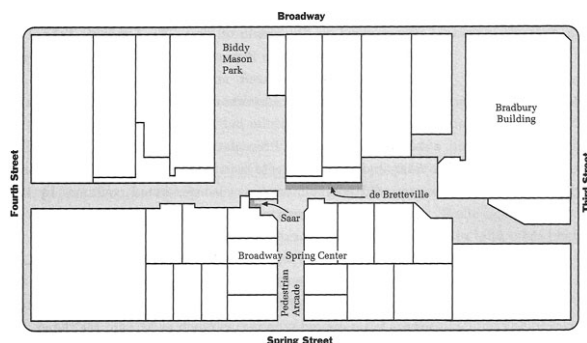 Broadway
Biddy
Mason
Park
Bradbury
Building
Fourth Street
Third Street
de Bretteville
Saar
Broadway Spring Center
Pedestrian
Arcade
Spring Street